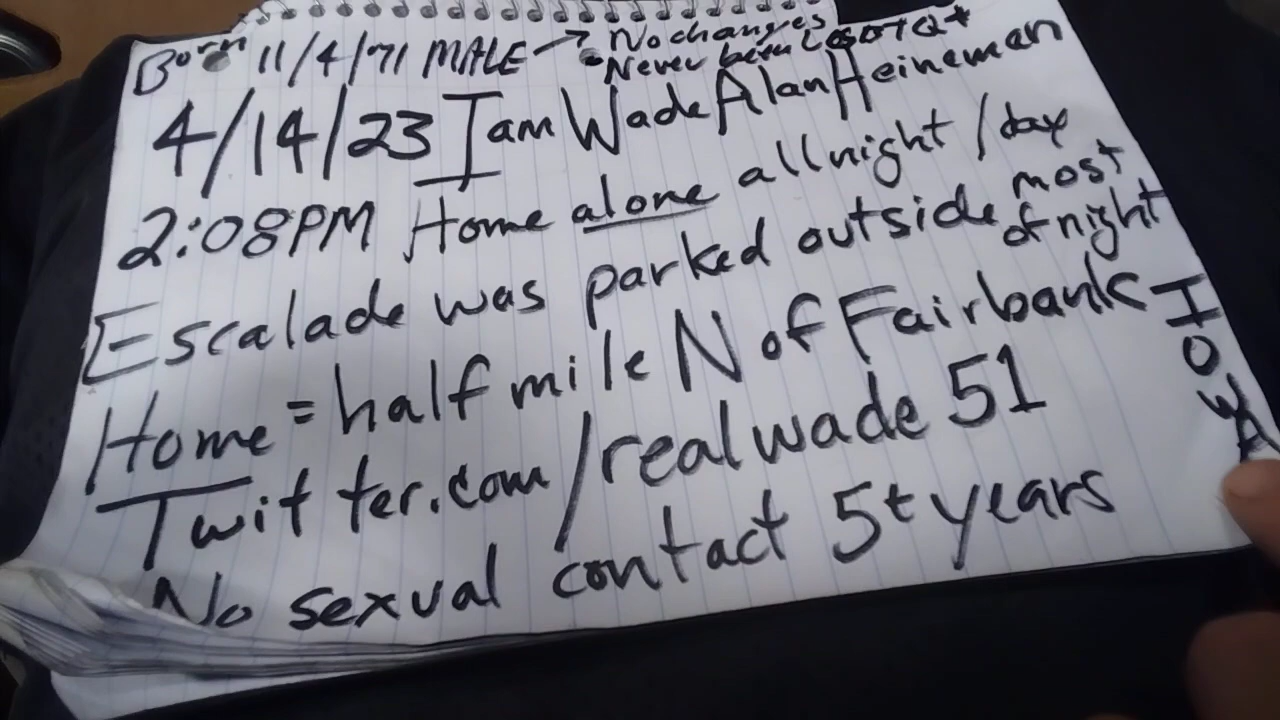 Born 11/4/71 MALE → • No changes
• Never been LGBTQ+
4/14/23 I am Wade Alan Heineman
2:08PM Home alone all night / day
Escalade was parked outside most of night
Home = half mile N of Fairbank IOWA
Twitter.com/realwade51
No sexual contact 5+ years